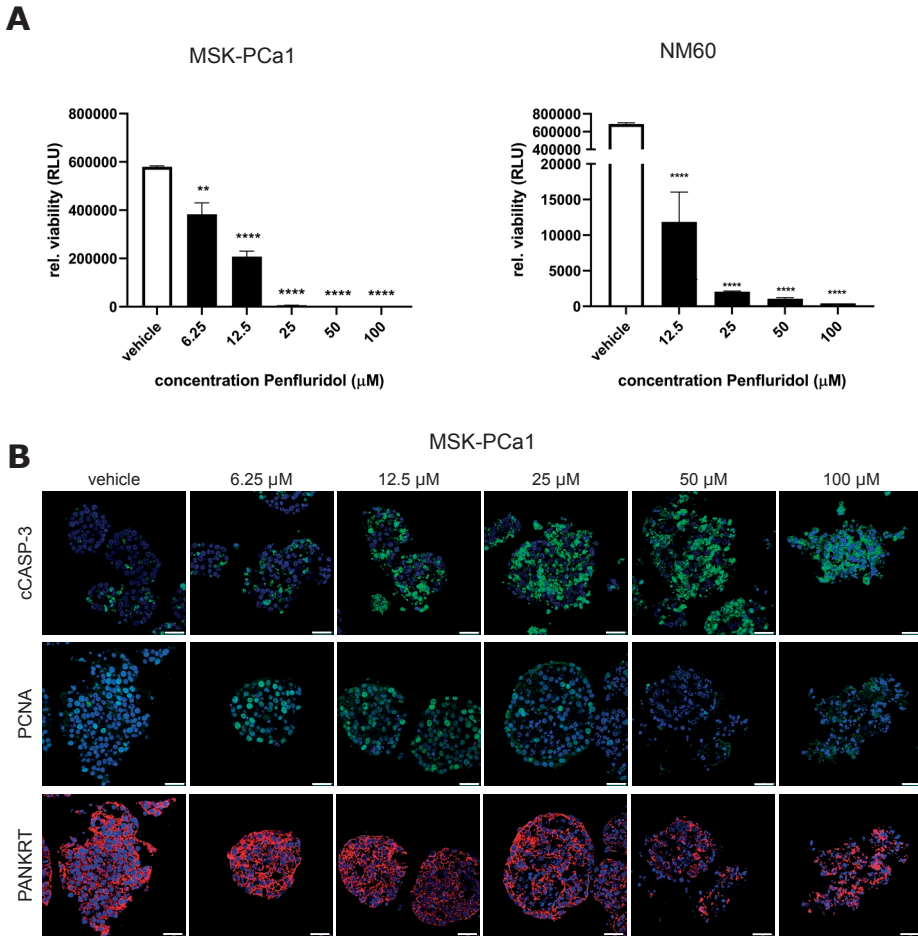 A
MSK-PCa1
NM60
rel. viability (RLU)
800000
600000
400000
200000
0
**
****
****
****
****
vehicle
6.25
12.5
25
50
100
concentration Penfluridol (μM)
rel. viability (RLU)
800000
600000
400000
20000
15000
10000
5000
0
****
****
****
****
vehicle
12.5
25
50
100
concentration Penfluridol (μM)
B
MSK-PCa1
vehicle 6.25 μM 12.5 μM 25 μM 50 μM 100 μM
cCASP-3
PCNA
PANKRT